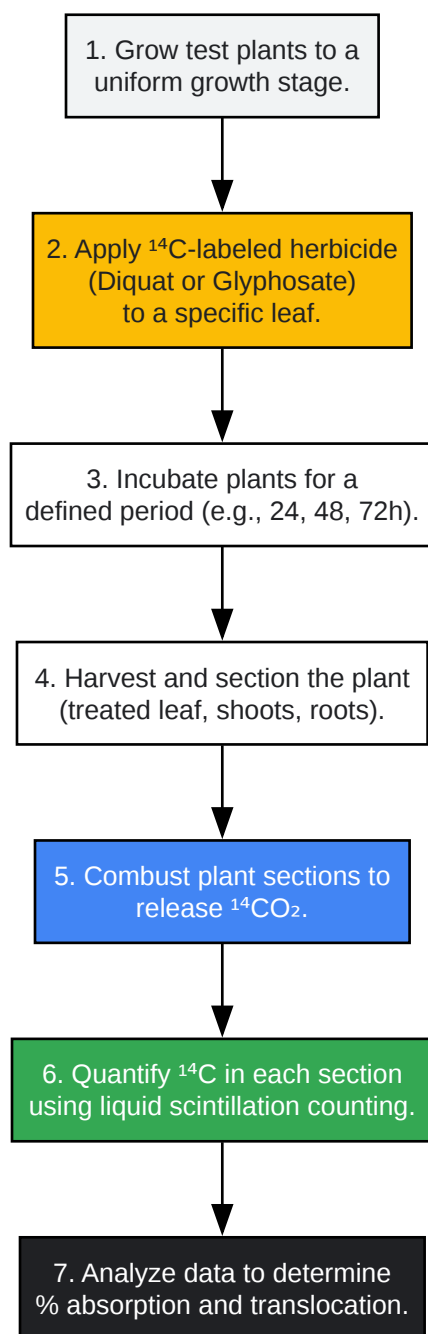 1. Grow test plants to a
uniform growth stage.
2. Apply ¹⁴C-labeled herbicide
(Diquat or Glyphosate)
to a specific leaf.
3. Incubate plants for a
defined period (e.g., 24, 48, 72h).
4. Harvest and section the plant
(treated leaf, shoots, roots).
5. Combust plant sections to
release ¹⁴CO₂.
6. Quantify ¹⁴C in each section
using liquid scintillation counting.
7. Analyze data to determine
% absorption and translocation.